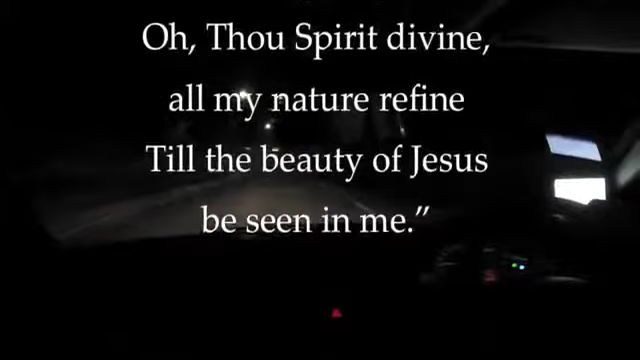 Oh, Thou Spirit divine,
all my nature refine
Till the beauty of Jesus
be seen in me.”